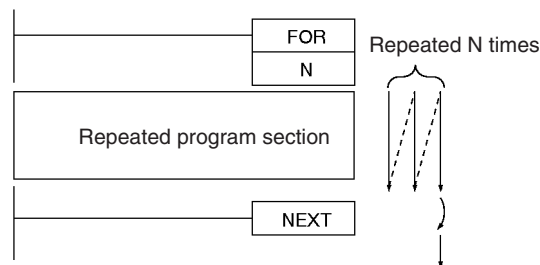 FOR
N
Repeated N times
Repeated program section
NEXT